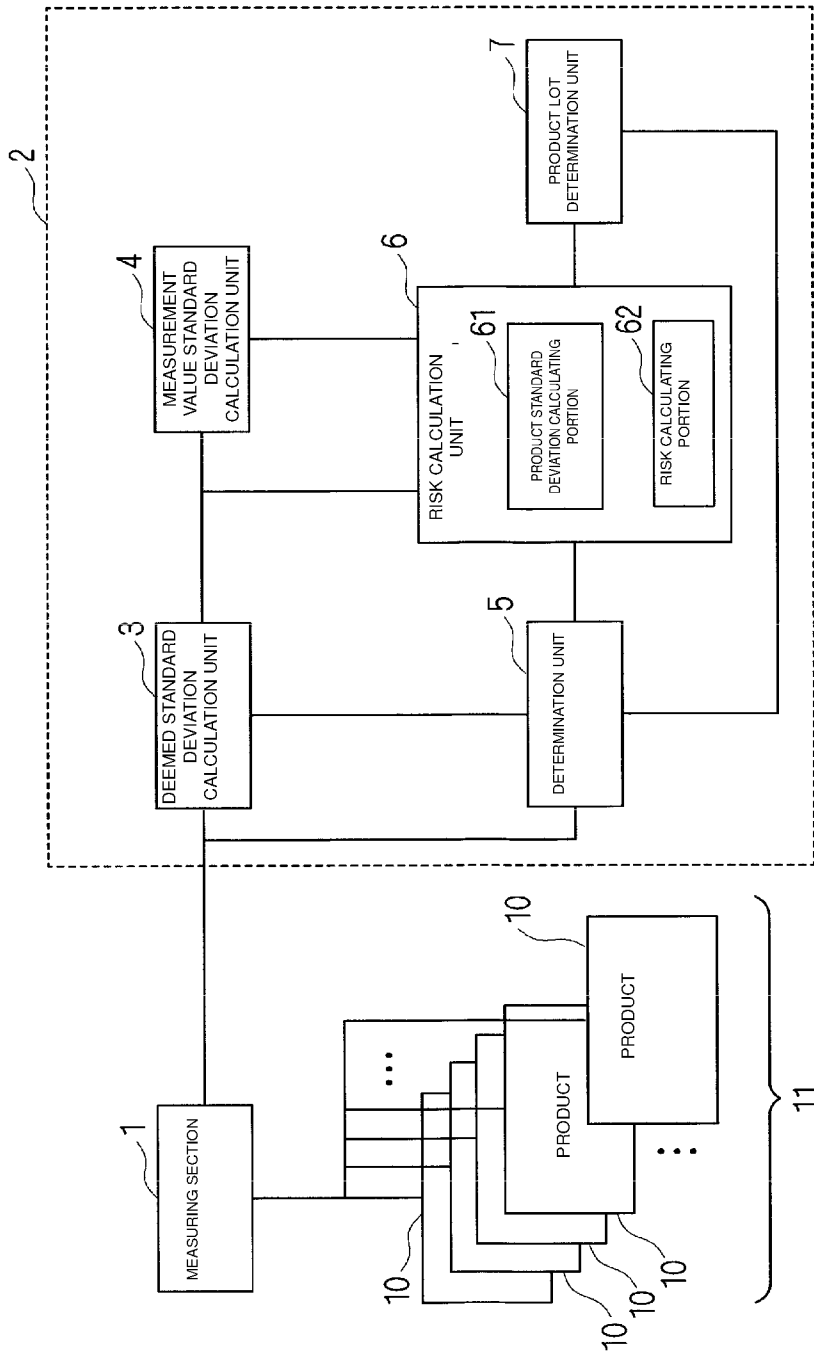 2
1
MEASURING SECTION
3
DEEMED STANDARD
DEVIATION
CALCULATION UNIT
4
MEASUREMENT
VALUE STANDARD
DEVIATION
CALCULATION UNIT
5
DETERMINATION UNIT
6
RISK CALCULATION
UNIT
61
PRODUCT STANDARD
DEVIATION CALCULATING
PORTION
62
RISK CALCULATING
PORTION
7
PRODUCT LOT
DETERMINATION UNIT
10
10
10
10
10
PRODUCT
PRODUCT
11